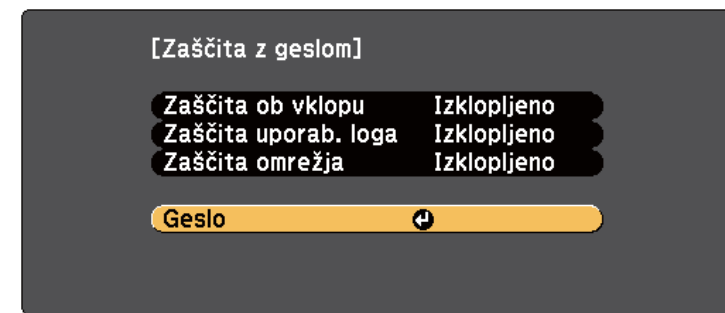 [Zaščita z geslom]
Zaščita ob vklopu Izklopljeno
Zaščita uporab. loga Izklopljeno
Zaščita omrežja Izklopljeno
Geslo